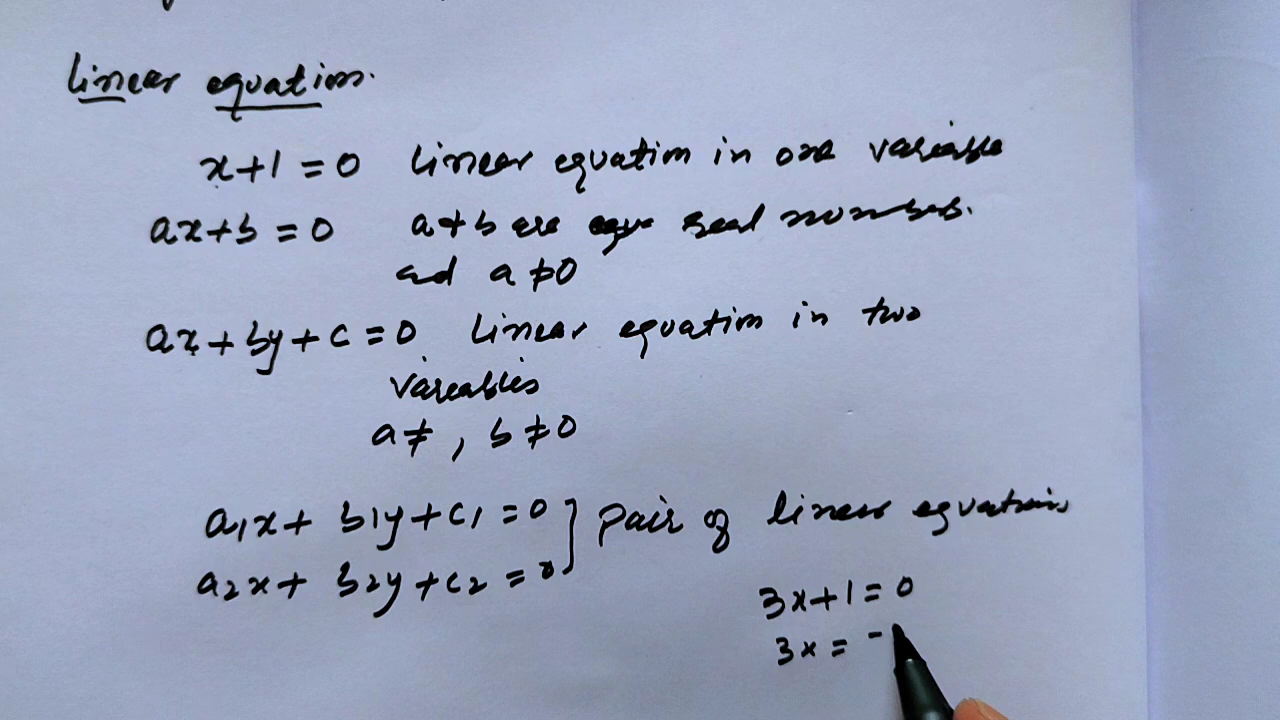 linear equation.
x+1=0 linear equation in one variable
ax+b=0 a & b are real numbers.
and a≠0
ax+by+c=0 linear equation in two
variables
a≠, b≠0
a1x+ b1y+c1=0 ] pair of linear equations
a2x+ b2y+c2=0
3x+1=0
3x= -